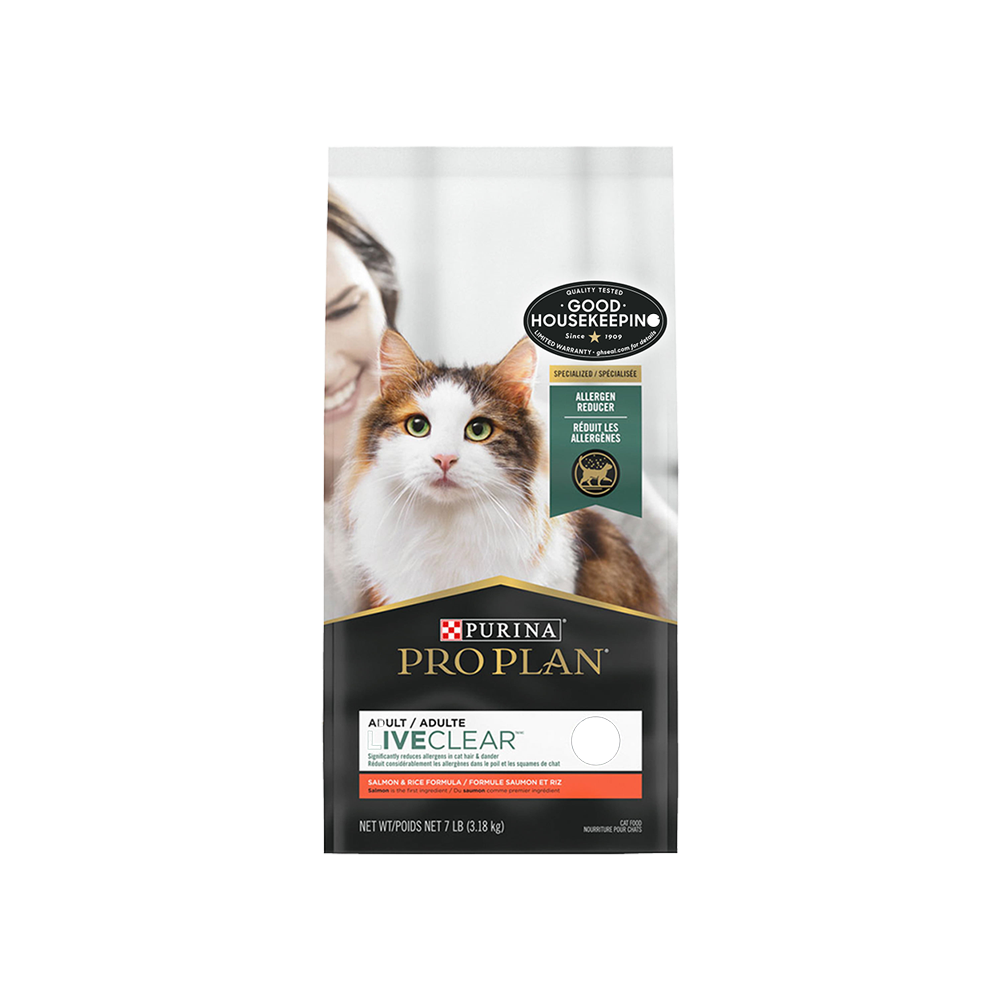 QUALITY TESTED
GOOD
HOUSEKEEPING
Since 1909
LIMITED WARRANTY • ghseal.com for details
SPECIALIZED / SPÉCIALISÉE
ALLERGEN
REDUCER
RÉDUIT LES
ALLERGÈNES
PURINA®
PRO PLAN®
ADULT / ADULTE
LIVECLEAR
Significantly reduces allergens in cat hair & dander
Réduit considérablement les allergènes dans le poil et les squames de chat
SALMON & RICE FORMULA / FORMULE SAUMON ET RIZ
Salmon is the first ingredient / Du saumon comme premier ingrédient
NET WT/POIDS NET 7 LB (3.18 kg)
CAT FOOD
NOURRITURE POUR CHATS